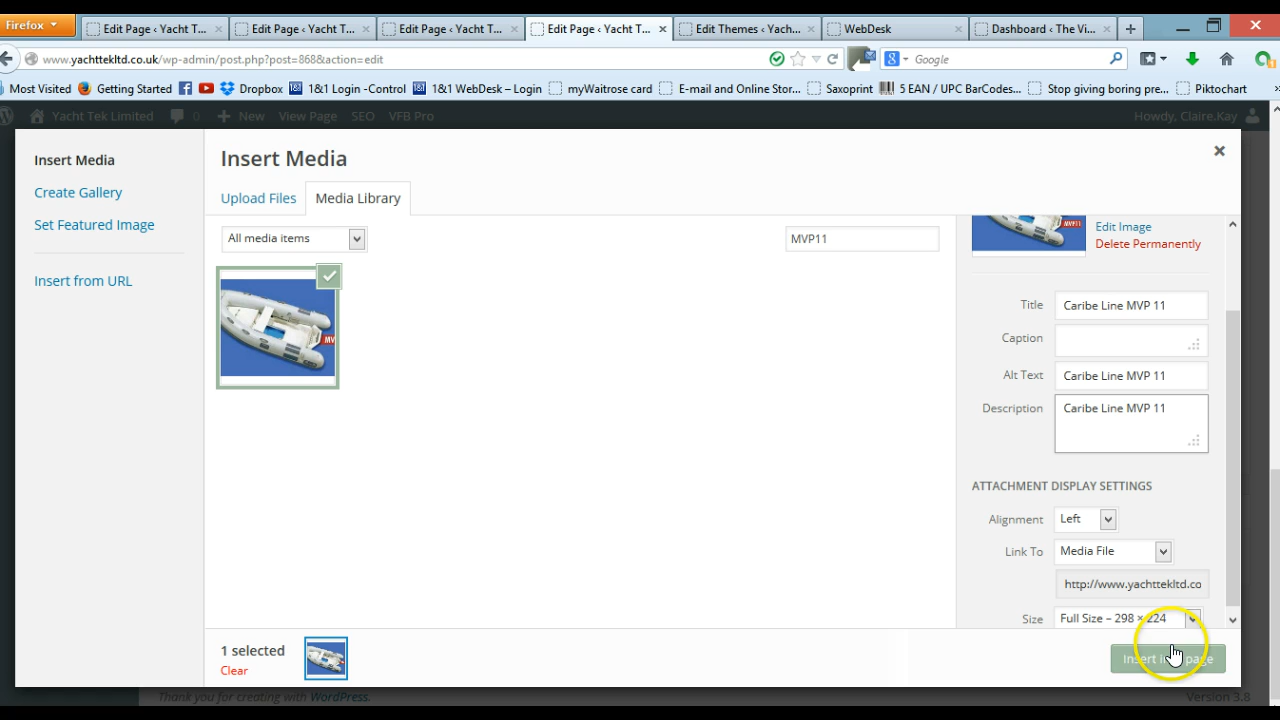 Firefox
Edit Page ‹ Yacht T... × Edit Page ‹ Yacht T... × Edit Page ‹ Yacht T... × Edit Page ‹ Yacht T... × Edit Themes ‹ Yach... × WebDesk × Dashboard ‹ The Vi... × +
www.yachttekltd.co.uk/wp-admin/post.php?post=868&action=edit
8 Google
Most Visited Getting Started Dropbox 1&1 Login -Control 1&1 WebDesk – Login myWaitrose card E-mail and Online Stor... Saxoprint 5 EAN / UPC BarCodes... Stop giving boring pre... Piktochart
Yacht Tek Limited 0 + New View Page SEO VFB Pro Howdy, Claire.Kay
Insert Media
Create Gallery
Set Featured Image
Insert from URL
Insert Media
Upload Files Media Library
All media items MVP11
MV
MVP11
Edit Image
Delete Permanently
Title Caribe Line MVP 11
Caption
Alt Text Caribe Line MVP 11
Description Caribe Line MVP 11
ATTACHMENT DISPLAY SETTINGS
Alignment Left
Link To Media File
http://www.yachttekltd.co
Size Full Size – 298 × 224
1 selected
Clear
Insert into page
Thank you for creating with WordPress. Version 3.8